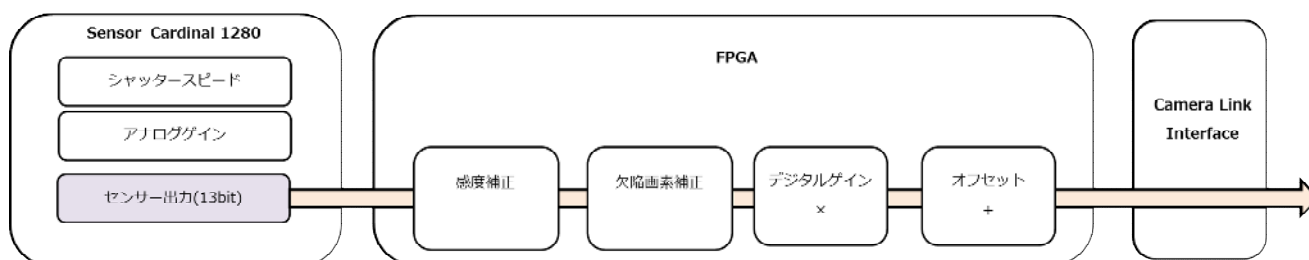 Sensor Cardinal 1280
シャッタースピード
アナログゲイン
センサー出力(13bit)
FPGA
感度補正
欠陥画素補正
デジタルゲイン
×
オフセット
+
Camera Link
Interface